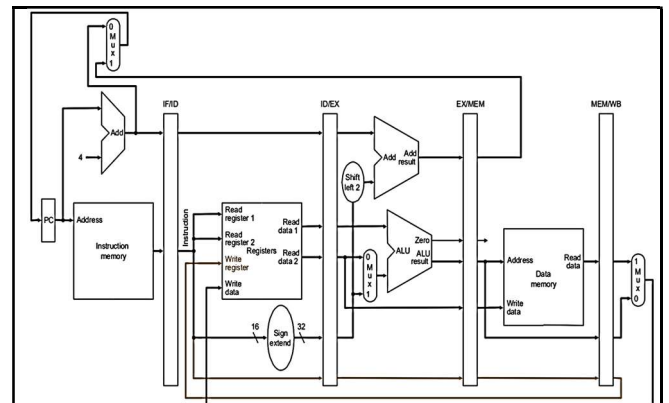 0
M
u
x
1
IF/ID
ID/EX
EX/MEM
MEM/WB
Add
4
Add
Add
result
Shift
left 2
PC
Address
Instruction
memory
Instruction
Read
register 1
Read
register 2
Registers
Write
register
Write
data
Read
data 1
Read
data 2
0
M
u
x
1
Zero
ALU
ALU
result
Address
Read
data
Data
memory
Write
data
1
M
u
x
0
16
Sign
extend
32